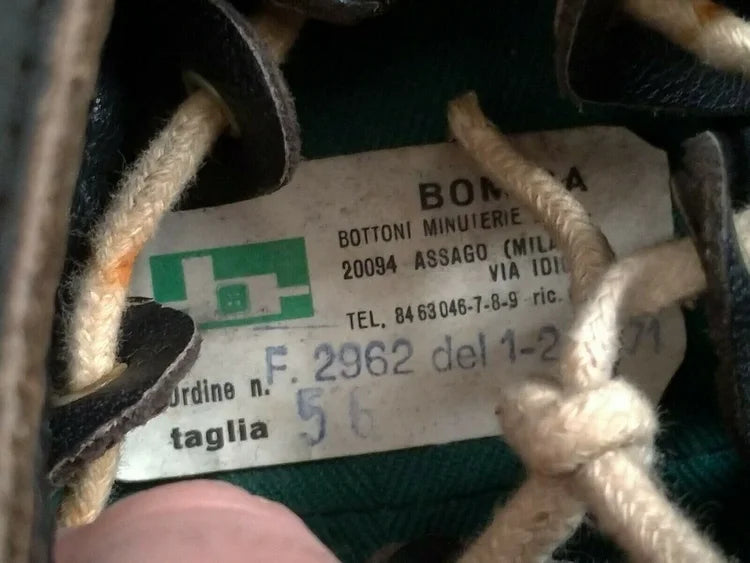 BOM
BOTTONI MINUTERIE
20094 ASSAGO (MILA
VIA IDI
TEL. 8463046-7-8-9 ric.
Ordine n. F. 2962 del 1-2 71
taglia 56